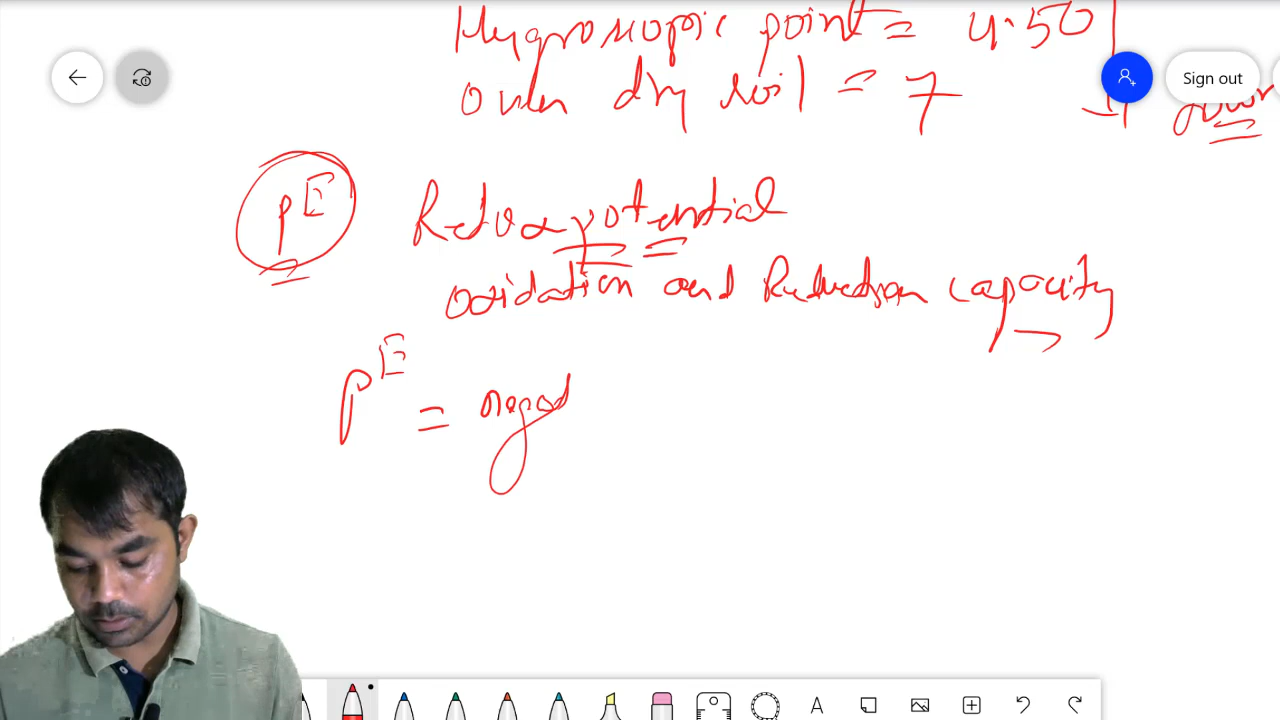 Hygroscopic point = 4.50
Sign out
oven dry soil = 7
pE Redox potential
oxidation and Reduction capacity
pE = negat
A